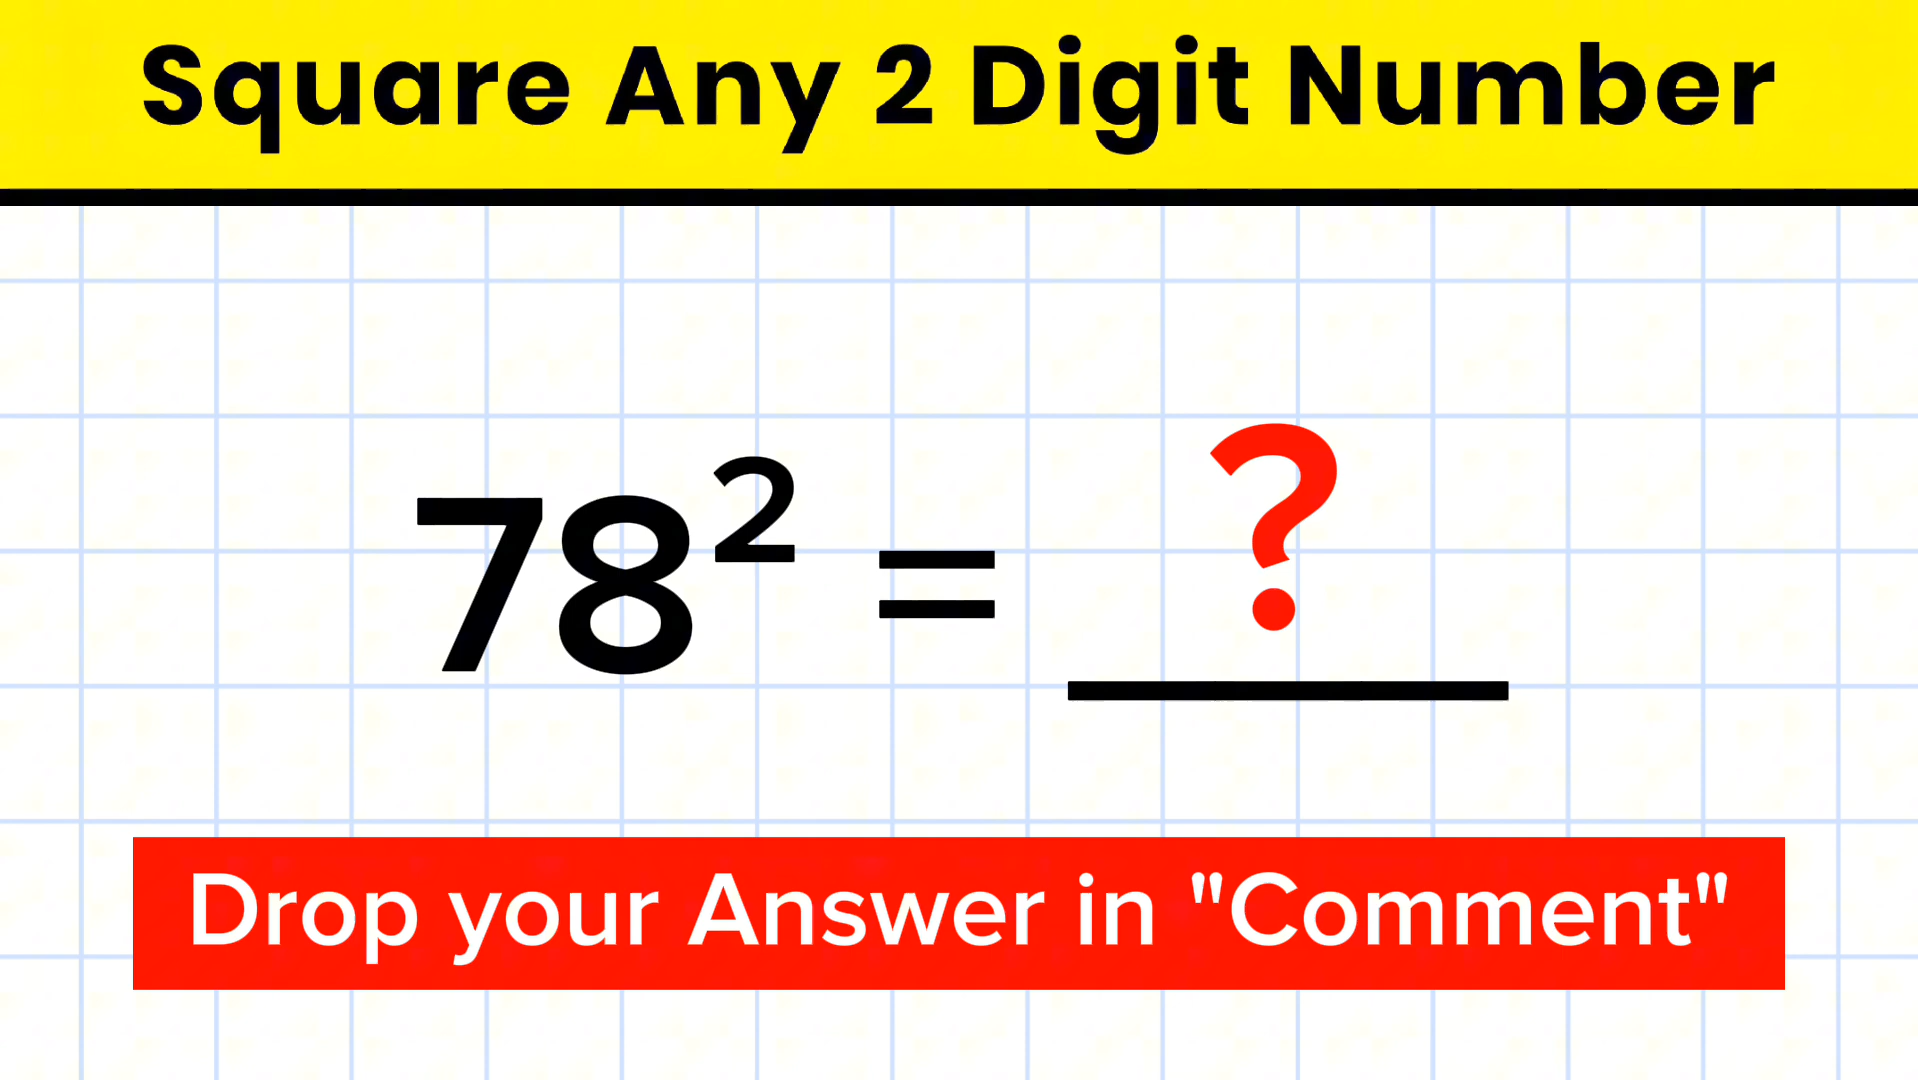 Square Any 2 Digit Number
78² = ?
Drop your Answer in "Comment"